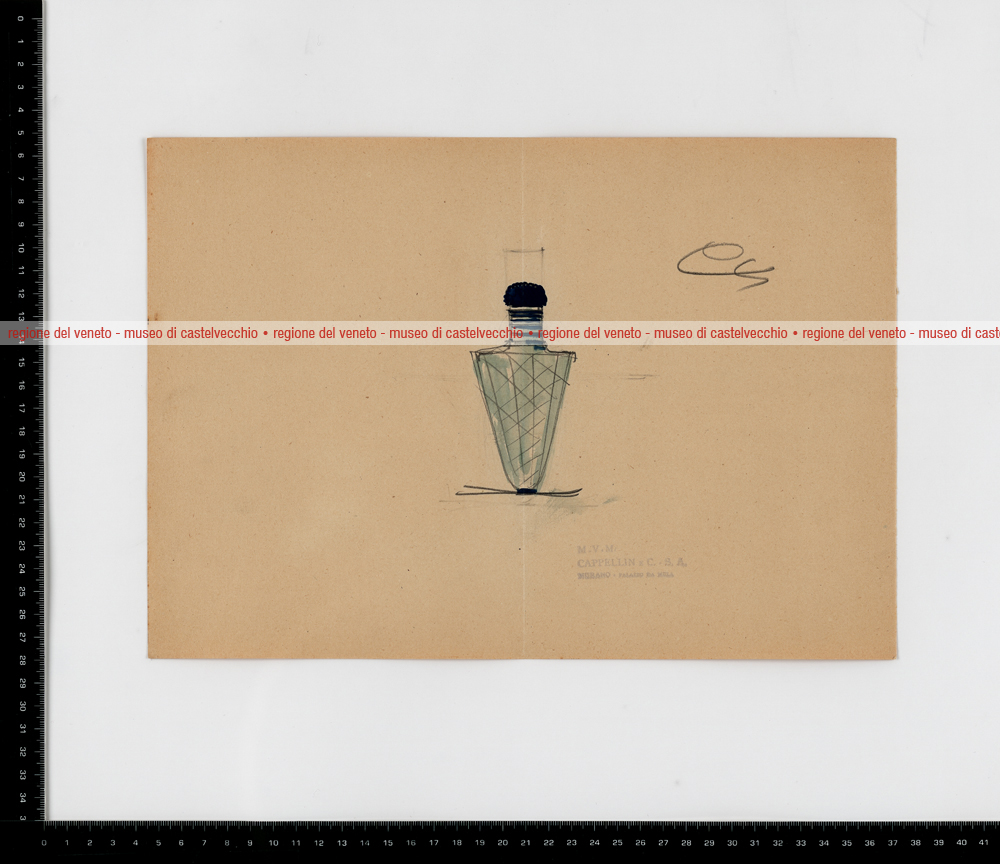 regione del veneto - museo di castelvecchio • regione del veneto - museo di castelvecchio • regione del veneto - museo di castelvecchio • regione del veneto - museo di cast
M.V.M.
CAPPELLIN & C. - S. A.
MURANO -
0 1 2 3 4 5 6 7 8 9 10 11 12 13 15 16 17 18 19 20 21 22 23 24 25 26 27 28 29 30 31 32 33 34 3
0 1 2 3 4 5 6 7 8 9 10 11 12 13 14 15 16 17 18 19 20 21 22 23 24 25 26 27 28 29 30 31 32 33 34 35 36 37 38 39 40 41